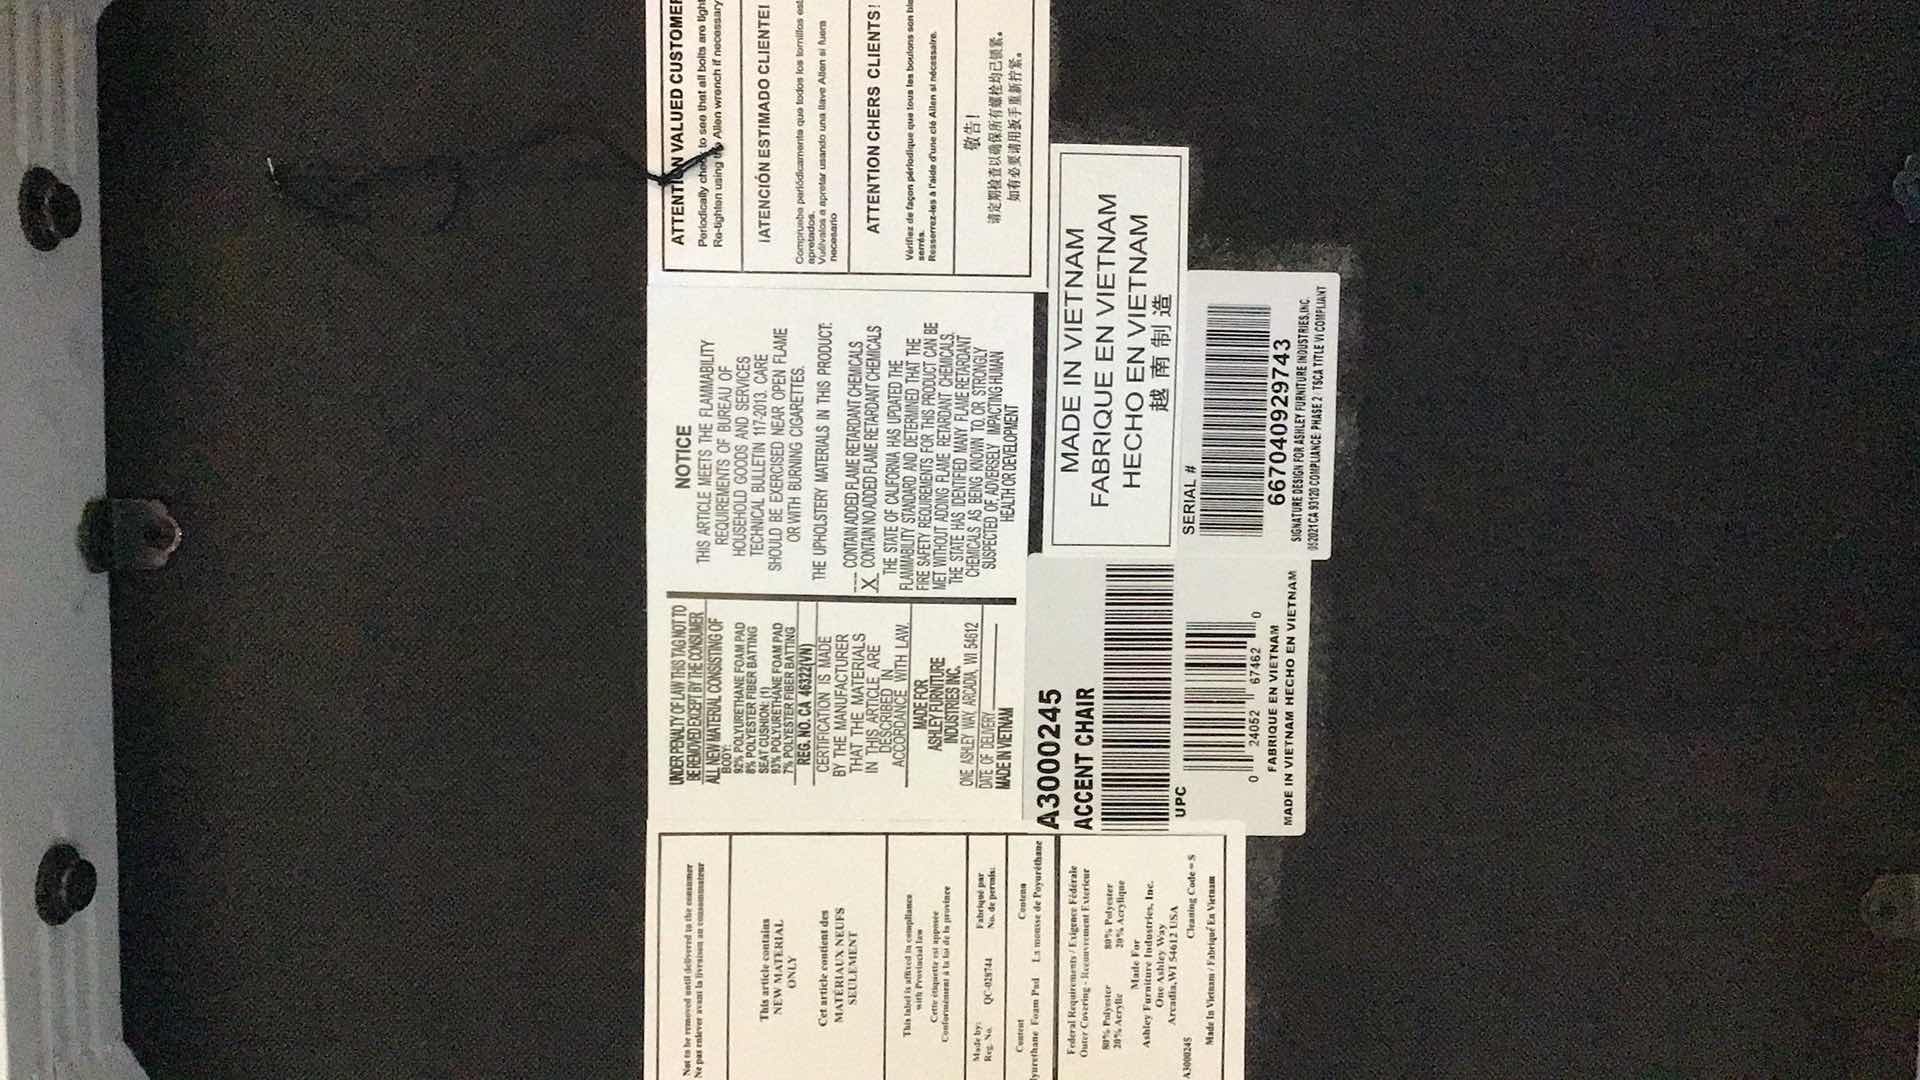 ATTENTION VALUED CUSTOMER
Periodically check to see that all bolts are tight
Re-tighten using the Allen wrench if necessary
¡ATENCIÓN ESTIMADO CLIENTE!
Comprueba periódicamente que todos los tornillos est
apretados.
Vuélvalos a apretar usando una llave Allen si fuera
necesario
ATTENTION CHERS CLIENTS!
Vérifiez de façon périodique que tous les boulons son bie
serrés.
Resserrez-les à l'aide d'une clé Allen si nécessaire.
敬告!
请定期检查以确保所有螺栓均已锁紧。
如有必要请用扳手重新拧紧。
NOTICE
THIS ARTICLE MEETS THE FLAMMABILITY
REQUIREMENTS OF BUREAU OF
HOUSEHOLD GOODS AND SERVICES
TECHNICAL BULLETIN 117-2013. CARE
SHOULD BE EXERCISED NEAR OPEN FLAME
OR WITH BURNING CIGARETTES.
THE UPHOLSTERY MATERIALS IN THIS PRODUCT:
___ CONTAIN ADDED FLAME RETARDANT CHEMICALS
X CONTAIN NO ADDED FLAME RETARDANT CHEMICALS
THE STATE OF CALIFORNIA HAS UPDATED THE
FLAMMABILITY STANDARD AND DETERMINED THAT THE
FIRE SAFETY REQUIREMENTS FOR THIS PRODUCT CAN BE
MET WITHOUT ADDING FLAME RETARDANT CHEMICALS.
THE STATE HAS IDENTIFIED MANY FLAME RETARDANT
CHEMICALS AS BEING KNOWN TO, OR STRONGLY
SUSPECTED OF, ADVERSELY IMPACTING HUMAN
HEALTH OR DEVELOPMENT
MADE IN VIETNAM
FABRIQUE EN VIETNAM
HECHO EN VIETNAM
越南制造
SERIAL #
6670409297​43
SIGNATURE DESIGN FOR ASHLEY FURNITURE INDUSTRIES,INC.
052021 CA 93120 COMPLIANCE: PHASE 2 / TSCA TITLE VI COMPLIANT
UNDER PENALTY OF LAW THIS TAG NOT TO
BE REMOVED EXCEPT BY THE CONSUMER
ALL NEW MATERIAL CONSISTING OF
BODY:
92% POLYURETHANE FOAM PAD
8% POLYESTER FIBER BATTING
SEAT CUSHION: (1)
93% POLYURETHANE FOAM PAD
7% POLYESTER FIBER BATTING
REG. NO. CA 46322(VN)
CERTIFICATION IS MADE
BY THE MANUFACTURER
THAT THE MATERIALS
IN THIS ARTICLE ARE
DESCRIBED IN
ACCORDANCE WITH LAW.
MADE FOR
ASHLEY FURNITURE
INDUSTRIES INC.
ONE ASHLEY WAY, ARCADIA, WI 54612
DATE OF DELIVERY
MADE IN VIETNAM
A3000245
ACCENT CHAIR
UPC
0 24052 67462 0
FABRIQUE EN VIETNAM
MADE IN VIETNAM HECHO EN VIETNAM
Not to be removed until delivered to the consumer
Ne pas enlever avant la livraison au consommateur
This article contains
NEW MATERIAL
ONLY
Cet article contient des
MATÉRIAUX NEUFS
SEULEMENT
This label is affixed in compliance
with Provincial law
Cette étiquette est apposée
Conformément à la loi de la province
Made by: Fabriqué par
Reg. No. QC-028744 No. de permis:
Content Contenu
lyurethane Foam Pad La mousse de Poyuréthane
Federal Requirements / Exigence Fédérale
Outer Covering - Recouvrement Exterieur
80% Polyester 80% Polyester
20% Acrylic 20% Acrylique
Made For
Ashley Furniture Industries, Inc.
One Ashley Way
Arcadia, WI 54612 USA
A3000245 Cleaning Code = S
Made In Vietnam / Fabriqué En Vietnam